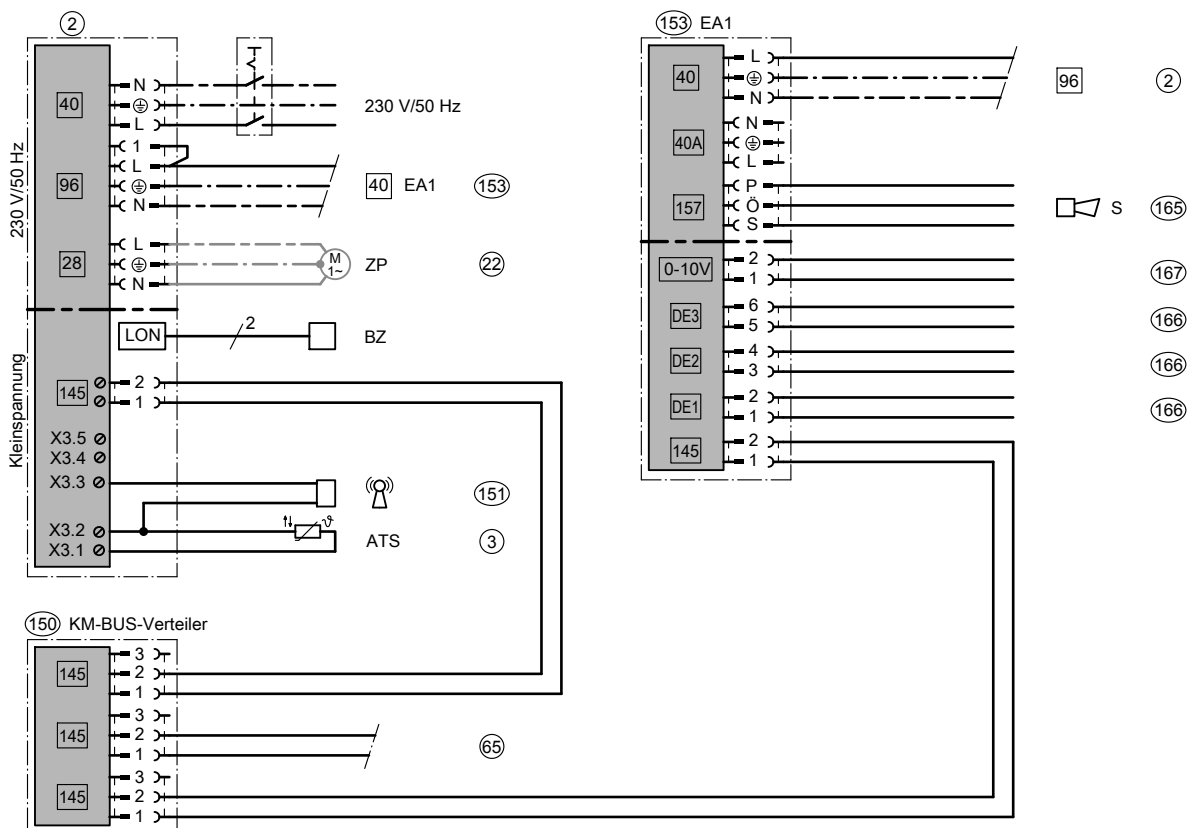 2
230 V/50 Hz
40
N
L
230 V/50 Hz
96
1
L
N
40 EA1 153
28
L
N
M
1~
ZP 22
Kleinspannung
LON 2 BZ
145
2
1
X3.5
X3.4
X3.3
151
X3.2
X3.1
ϑ
ATS 3
150 KM-BUS-Verteiler
145
3
2
1
145
3
2
1
65
145
3
2
1
153 EA1
40
L
N
96 2
40A
N
L
157
P
Ö
S
S 165
0-10V
2
1
167
DE3
6
5
166
DE2
4
3
166
DE1
2
1
166
145
2
1